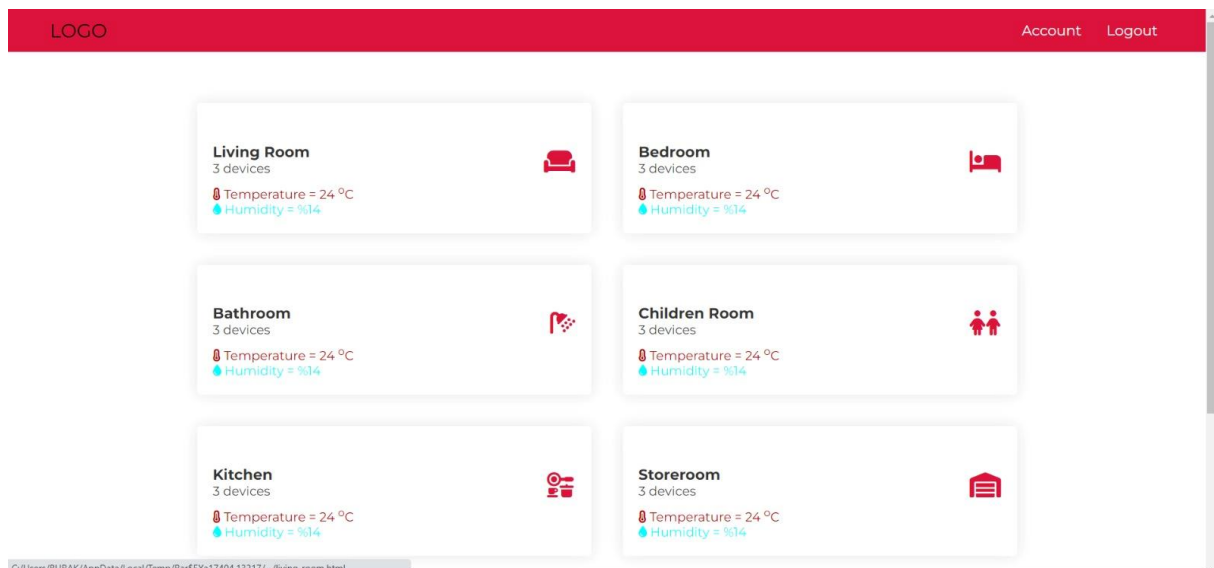 LOGO
Account Logout
Living Room
3 devices
Temperature = 24 °C
Humidity = %14
Bedroom
3 devices
Temperature = 24 °C
Humidity = %14
Bathroom
3 devices
Temperature = 24 °C
Humidity = %14
Children Room
3 devices
Temperature = 24 °C
Humidity = %14
Kitchen
3 devices
Temperature = 24 °C
Humidity = %14
Storeroom
3 devices
Temperature = 24 °C
Humidity = %14